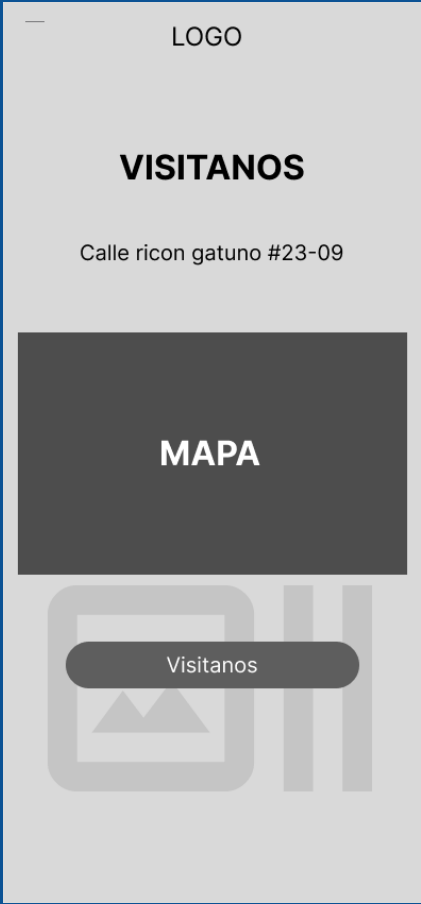 LOGO
VISITANOS
Calle ricon gatuno #23-09
MAPA
Visitanos